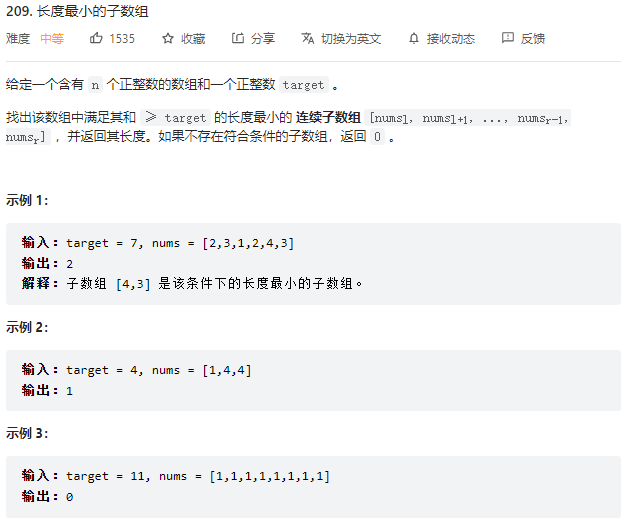 209. 长度最小的子数组
难度 中等 1535 收藏 分享 切换为英文 接收动态 反馈
给定一个含有 n 个正整数的数组和一个正整数 target 。
找出该数组中满足其和 ≥ target 的长度最小的 连续子数组 [numsl, numsl+1, ..., numsr-1,
numsr] ，并返回其长度。如果不存在符合条件的子数组，返回 0 。
示例 1：
输入：target = 7, nums = [2,3,1,2,4,3]
输出：2
解释：子数组 [4,3] 是该条件下的长度最小的子数组。
示例 2：
输入：target = 4, nums = [1,4,4]
输出：1
示例 3：
输入：target = 11, nums = [1,1,1,1,1,1,1,1]
输出：0